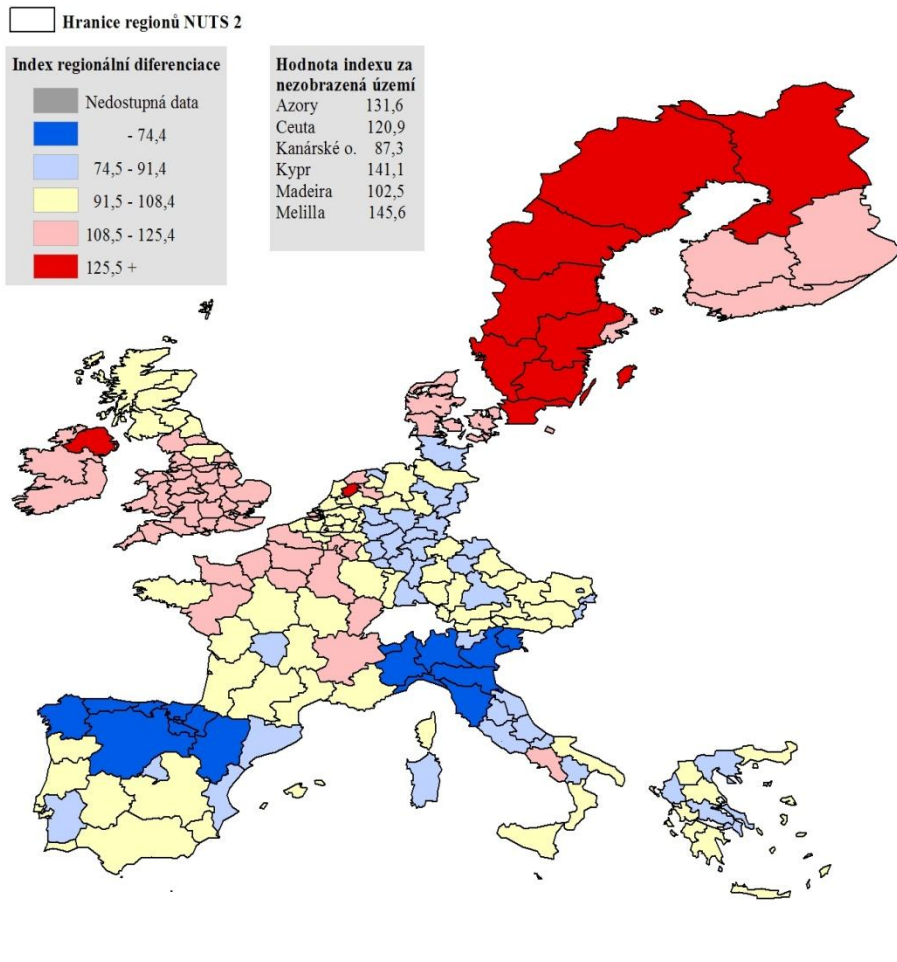 Hranice regionů NUTS 2
Index regionální diferenciace
Nedostupná data
- 74,4
74,5 - 91,4
91,5 - 108,4
108,5 - 125,4
125,5 +
Hodnota indexu za
nezobrazená území
Azory 131,6
Ceuta 120,9
Kanárské o. 87,3
Kypr 141,1
Madeira 102,5
Melilla 145,6